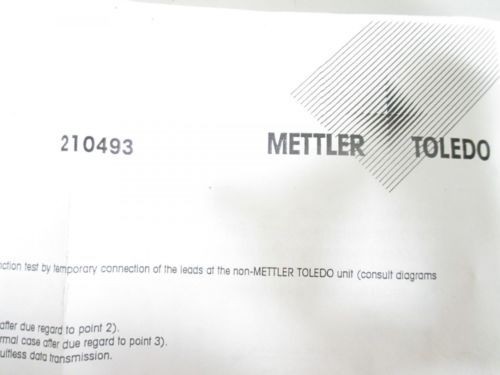 210493
METTLER TOLEDO
nction test by temporary connection of the leads at the non-METTLER TOLEDO unit (consult diagrams
after due regard to point 2).
rmal case after due regard to point 3).
ultless data transmission.